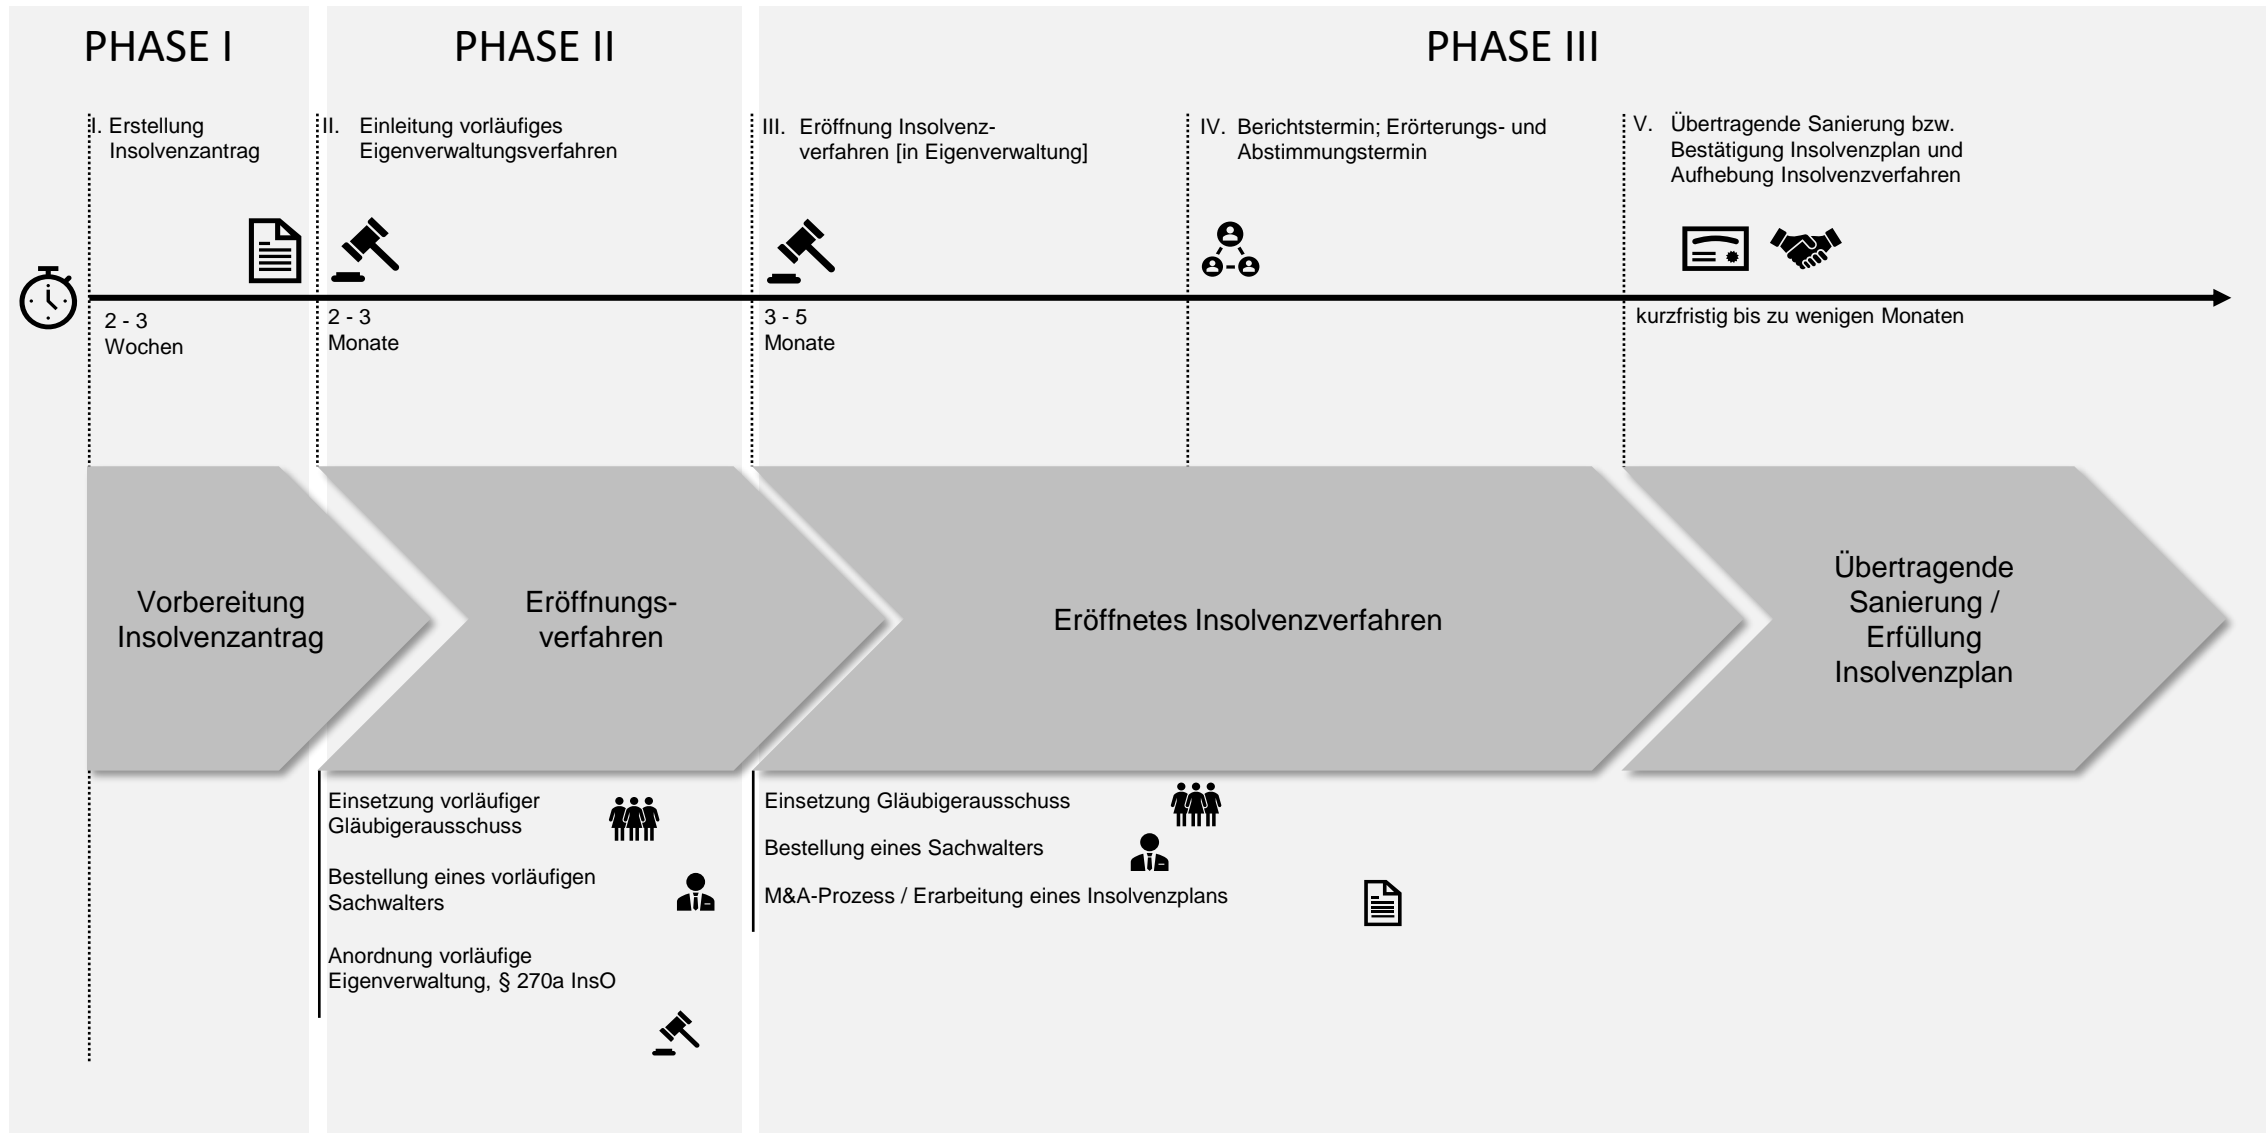 PHASE I
PHASE II
PHASE III
I. Erstellung
Insolvenzantrag
II. Einleitung vorläufiges
Eigenverwaltungsverfahren
III. Eröffnung Insolvenz-
verfahren [in Eigenverwaltung]
IV. Berichtstermin; Erörterungs- und
Abstimmungstermin
V. Übertragende Sanierung bzw.
Bestätigung Insolvenzplan und
Aufhebung Insolvenzverfahren
2 - 3
Wochen
2 - 3
Monate
3 - 5
Monate
kurzfristig bis zu wenigen Monaten
Vorbereitung
Insolvenzantrag
Eröffnungs-
verfahren
Eröffnetes Insolvenzverfahren
Übertragende
Sanierung /
Erfüllung
Insolvenzplan
Einsetzung vorläufiger
Gläubigerausschuss
Bestellung eines vorläufigen
Sachwalters
Anordnung vorläufige
Eigenverwaltung, § 270a InsO
Einsetzung Gläubigerausschuss
Bestellung eines Sachwalters
M&A-Prozess / Erarbeitung eines Insolvenzplans